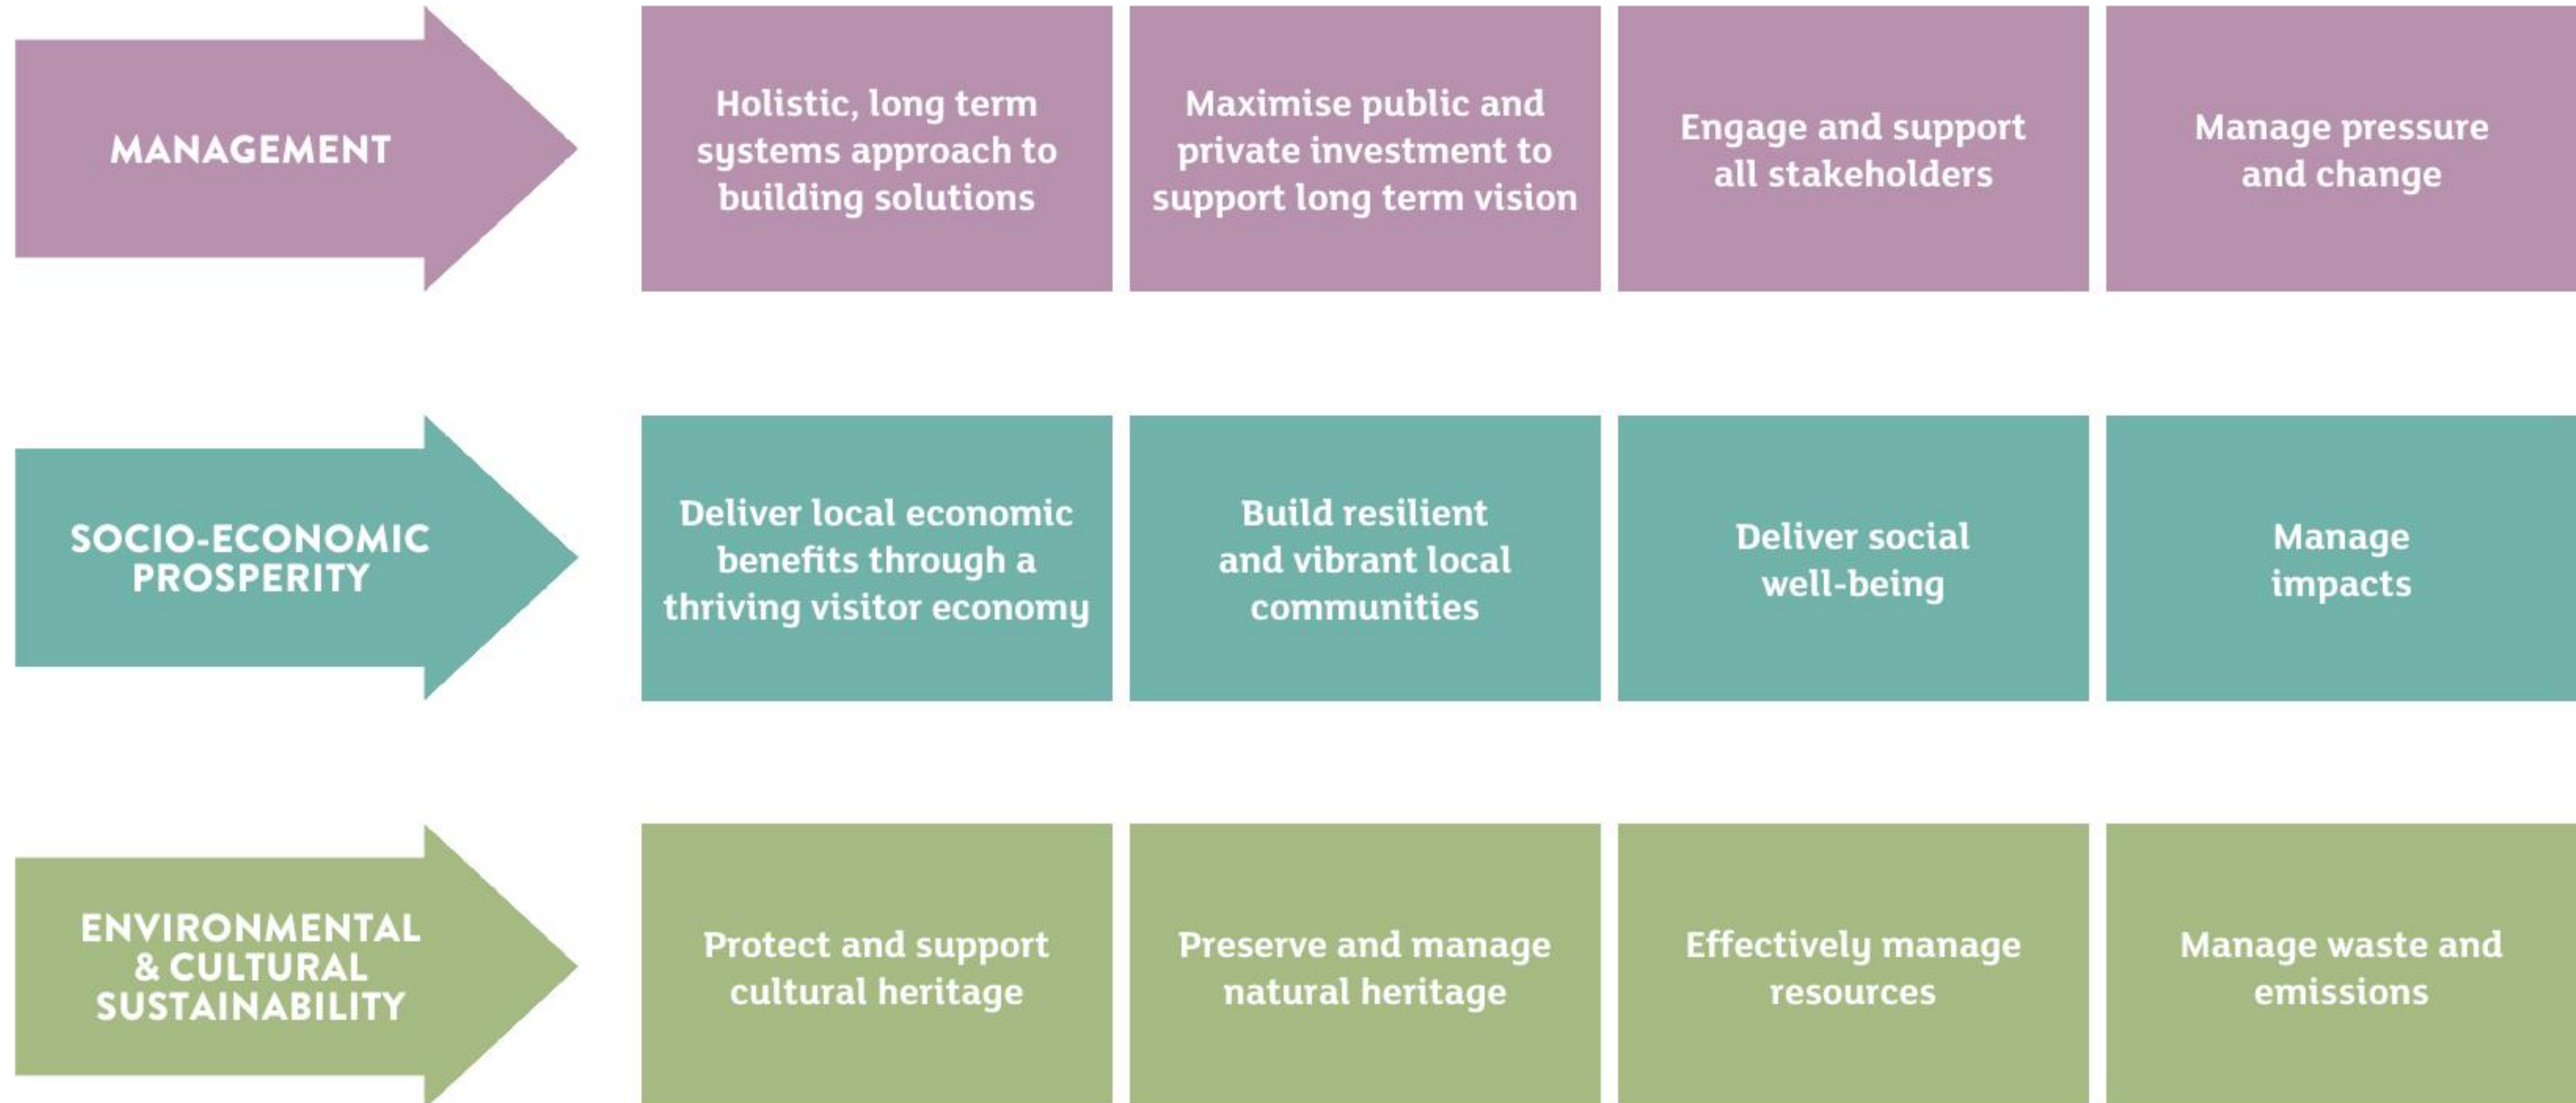 MANAGEMENT
Holistic, long term
systems approach to
building solutions
Maximise public and
private investment to
support long term vision
Engage and support
all stakeholders
Manage pressure
and change
SOCIO-ECONOMIC
PROSPERITY
Deliver local economic
benefits through a
thriving visitor economy
Build resilient
and vibrant local
communities
Deliver social
well-being
Manage
impacts
ENVIRONMENTAL
& CULTURAL
SUSTAINABILITY
Protect and support
cultural heritage
Preserve and manage
natural heritage
Effectively manage
resources
Manage waste and
emissions